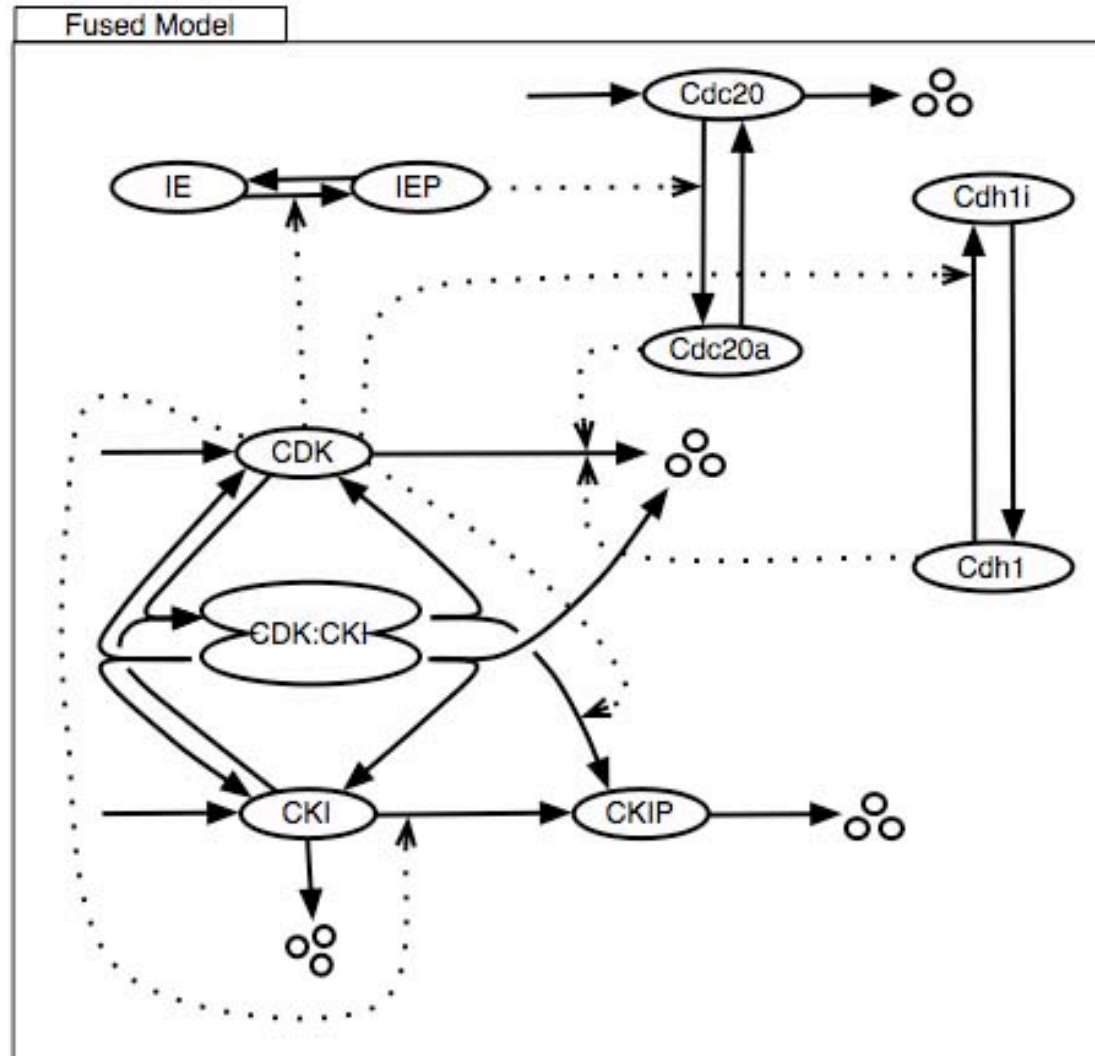 Fused Model
Cdc20
IE
IEP
Cdh1i
Cdc20a
CDK
Cdh1
CDK:CKI
CKI
CKIP